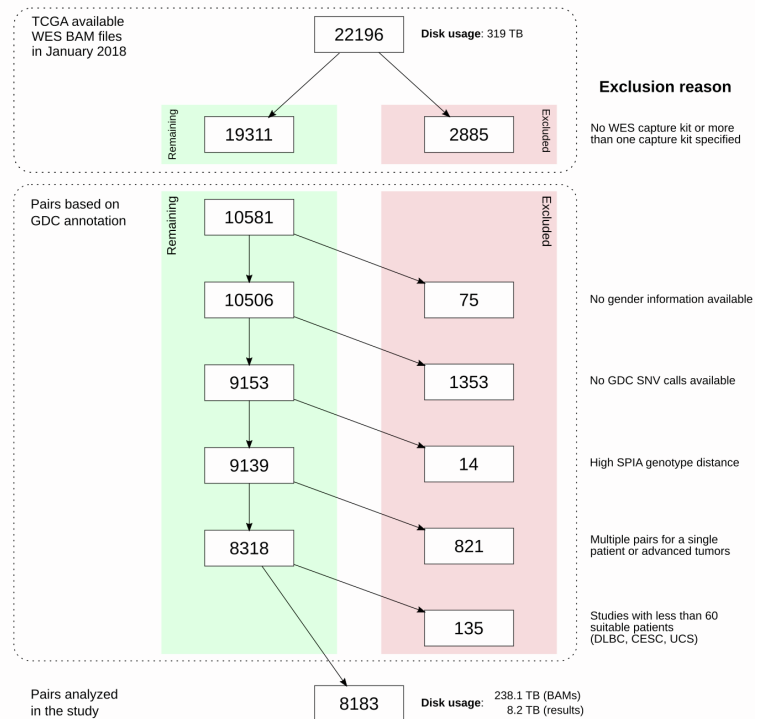 TCGA available
WES BAM files
in January 2018
22196
Disk usage: 319 TB
Exclusion reason
Remaining
19311
2885
Excluded
No WES capture kit or more
than one capture kit specified
Pairs based on
GDC annotation
Remaining
10581
Excluded
10506
75
No gender information available
9153
1353
No GDC SNV calls available
9139
14
High SPIA genotype distance
8318
821
Multiple pairs for a single
patient or advanced tumors
135
Studies with less than 60
suitable patients
(DLBC, CESC, UCS)
Pairs analyzed
in the study
8183
Disk usage: 238.1 TB (BAMs)
8.2 TB (results)